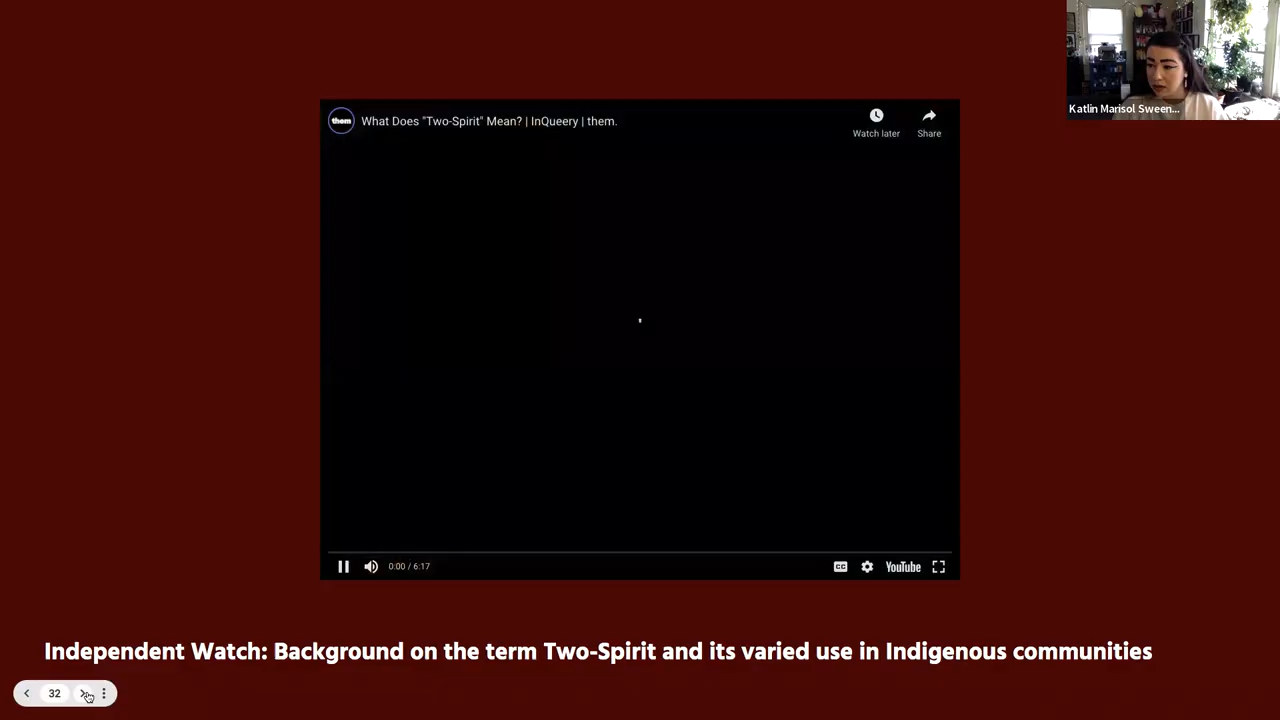 Katlin Marisol Sween...
them
What Does "Two-Spirit" Mean? | InQueery | them.
Watch later
Share
0:00 / 6:17
CC
YouTube
Independent Watch: Background on the term Two-Spirit and its varied use in Indigenous communities
32